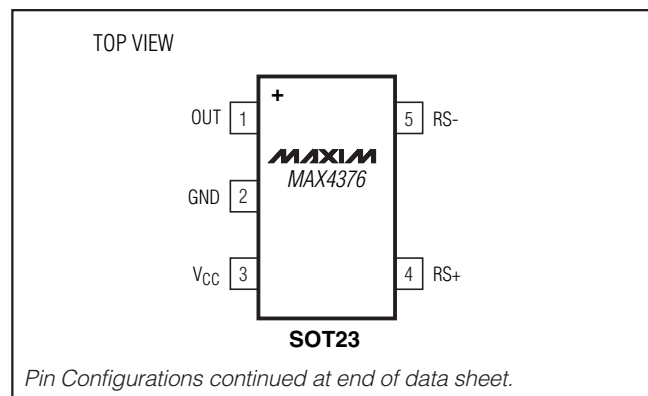 TOP VIEW
+
OUT 1
5 RS-
MAXIM
MAX4376
GND 2
VCC 3
4 RS+
SOT23
Pin Configurations continued at end of data sheet.